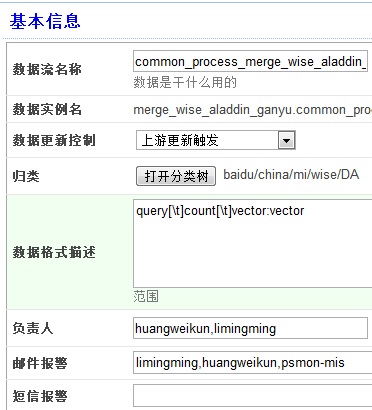 基本信息
数据流名称 common_process_merge_wise_aladdin_
数据是干什么用的
数据实例名 merge_wise_aladdin_ganyu.common_pro
数据更新控制 上游更新触发
归类 打开分类树 baidu/china/mi/wise/DA
query[\t]count[\t]vector:vector
数据格式描述
范围
负责人 huangweikun,limingming
邮件报警 limingming,huangweikun,psmon-mis
短信报警